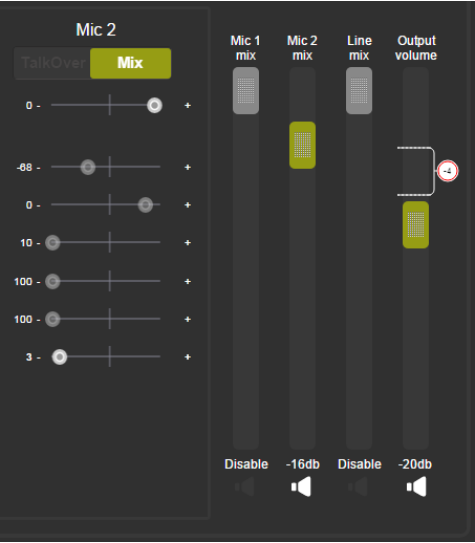 Mic 2
TalkOver Mix
0 - +
-68 - +
0 - +
10 - +
100 - +
100 - +
3 - +
Mic 1 mix
Mic 2 mix
Line mix
Output volume
-4
Disable -16db Disable -20db